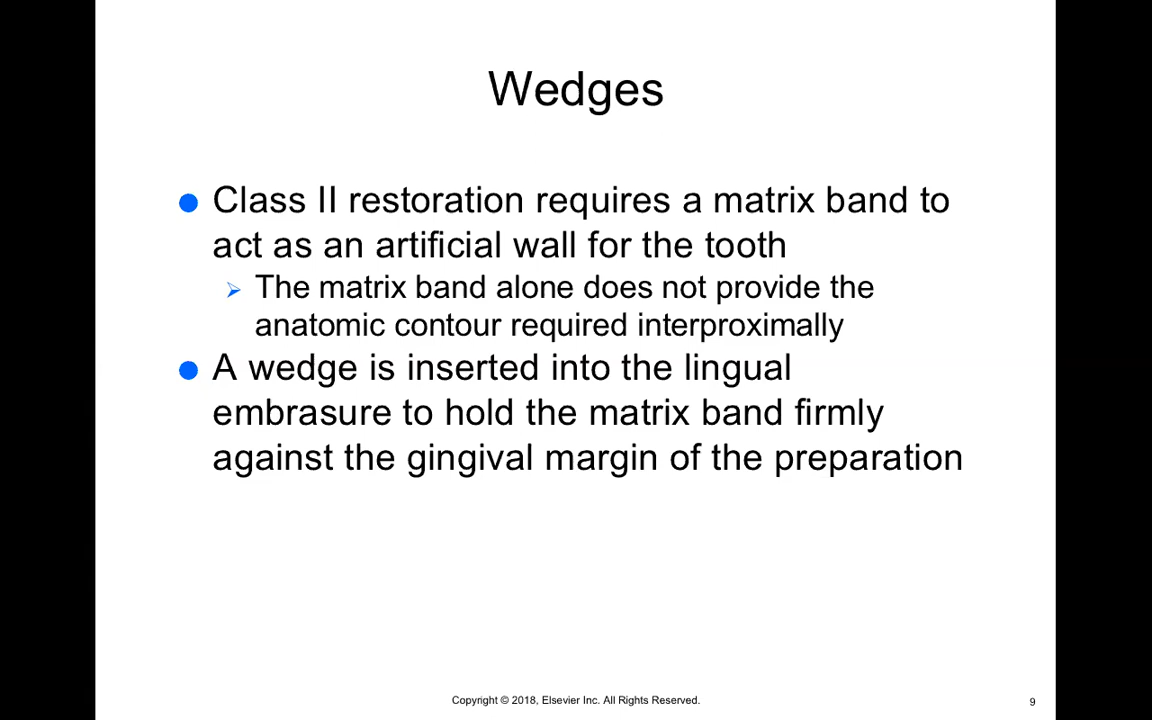 Wedges
Class II restoration requires a matrix band to
act as an artificial wall for the tooth
The matrix band alone does not provide the
anatomic contour required interproximally
A wedge is inserted into the lingual
embrasure to hold the matrix band firmly
against the gingival margin of the preparation
Copyright © 2018, Elsevier Inc. All Rights Reserved.
9